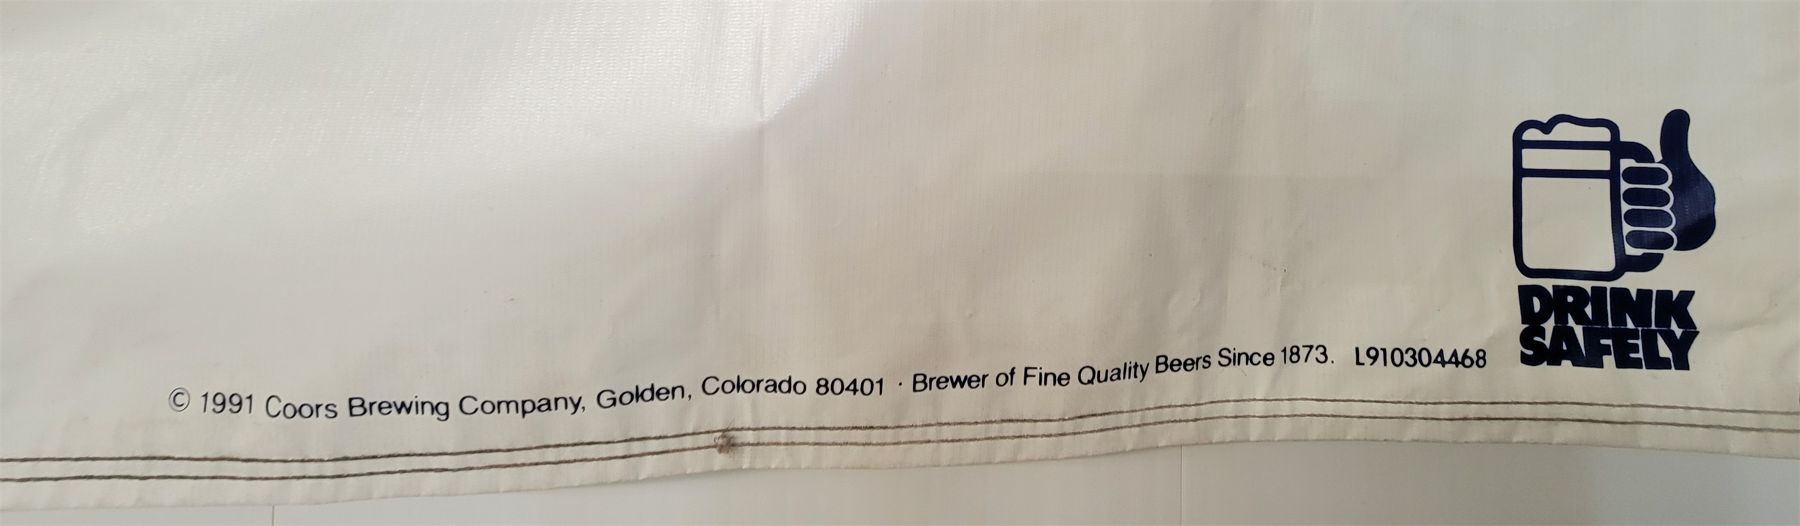 © 1991 Coors Brewing Company, Golden, Colorado 80401 · Brewer of Fine Quality Beers Since 1873. L910304468
DRINK
SAFELY